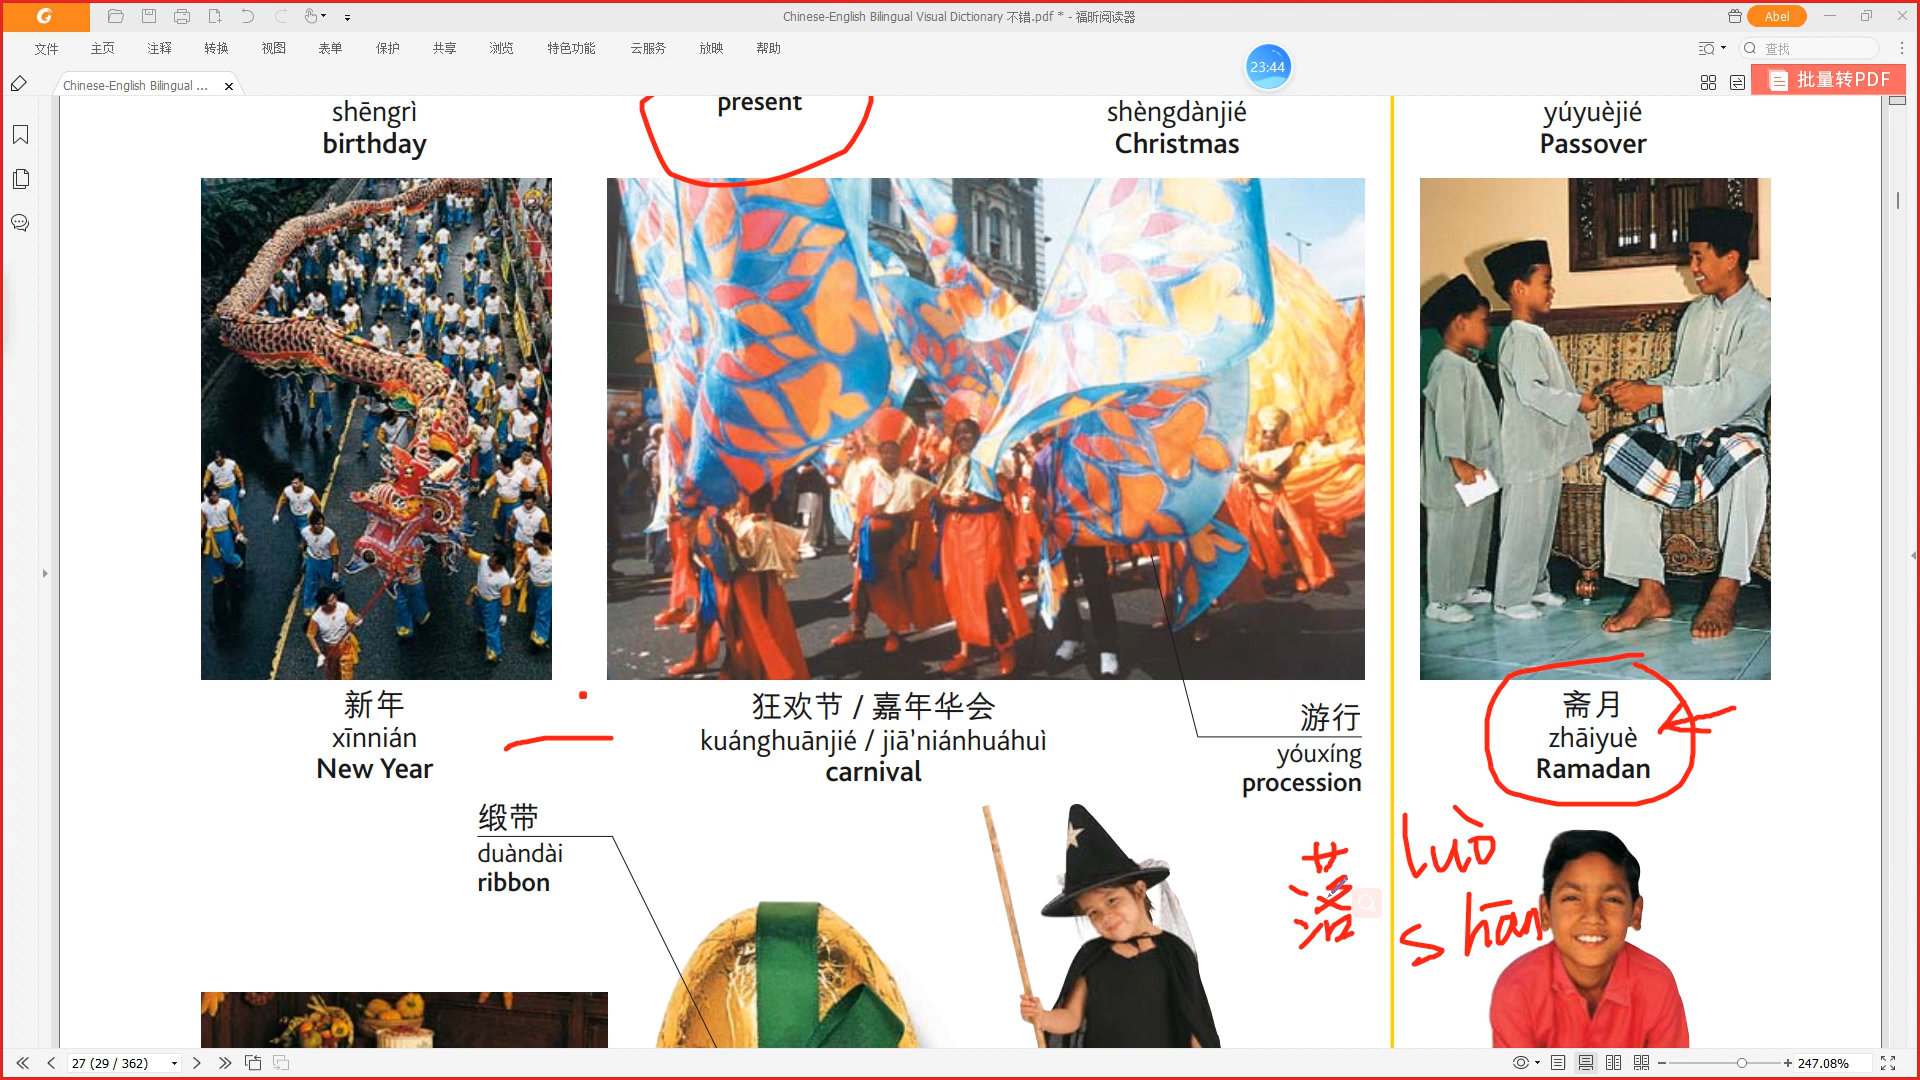 Chinese-English Bilingual Visual Dictionary 不错.pdf * - 福昕阅读器
Abel
文件 主页 注释 转换 视图 表单 保护 共享 浏览 特色功能 云服务 放映 帮助
23:44
查找
Chinese-English Bilingual ...
批量转PDF
shēngrì
birthday
present
shèngdànjié
Christmas
yúyuèjié
Passover
新年
xīnnián
New Year
狂欢节 / 嘉年华会
kuánghuānjié / jiā'niánhuáhuì
carnival
游行
yóuxíng
procession
斋月
zhāiyuè
Ramadan
缎带
duàndài
ribbon
落
luò
shān
27 (29 / 362)
247.08%